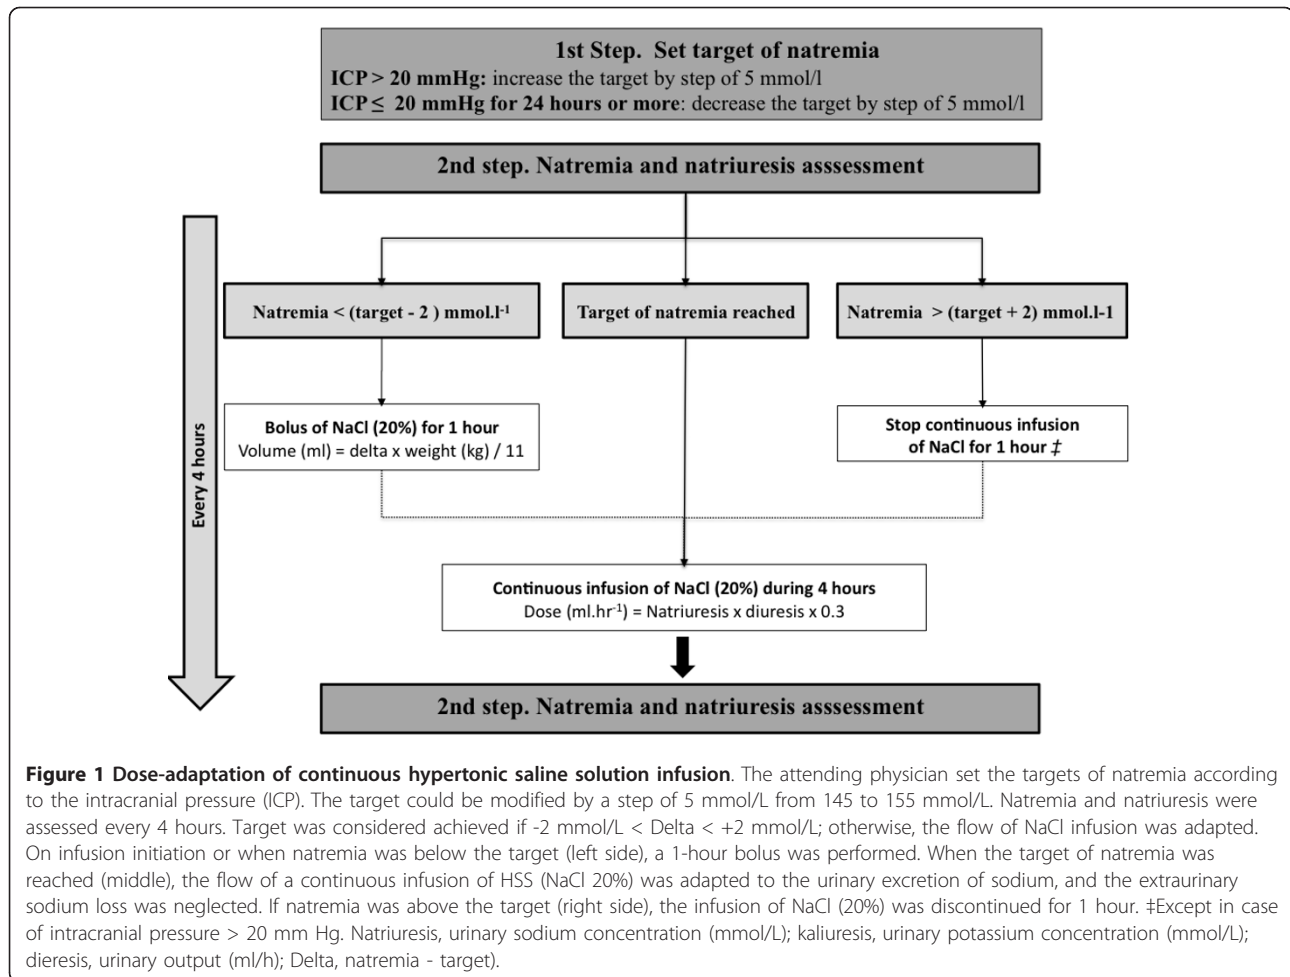 1st Step.  Set target of natremia
ICP > 20 mmHg: increase the target by step of 5 mmol/l
ICP ≤  20 mmHg for 24 hours or more: decrease the target by step of 5 mmol/l
2nd step. Natremia and natriuresis asssessment
Every 4 hours
Natremia < (target - 2 ) mmol.l⁻¹
Target of natremia reached
Natremia  > (target + 2) mmol.l-1
Bolus of NaCl (20%) for 1 hour
Volume (ml) = delta x weight (kg) / 11
Stop continuous infusion
of NaCl for 1 hour ‡
Continuous infusion of NaCl (20%) during 4 hours
Dose (ml.hr⁻¹) = Natriuresis x diuresis x 0.3
2nd step. Natremia and natriuresis asssessment
Figure 1 Dose-adaptation of continuous hypertonic saline solution infusion. The attending physician set the targets of natremia according
to the intracranial pressure (ICP). The target could be modified by a step of 5 mmol/L from 145 to 155 mmol/L. Natremia and natriuresis were
assessed every 4 hours. Target was considered achieved if -2 mmol/L < Delta < +2 mmol/L; otherwise, the flow of NaCl infusion was adapted.
On infusion initiation or when natremia was below the target (left side), a 1-hour bolus was performed. When the target of natremia was
reached (middle), the flow of a continuous infusion of HSS (NaCl 20%) was adapted to the urinary excretion of sodium, and the extraurinary
sodium loss was neglected. If natremia was above the target (right side), the infusion of NaCl (20%) was discontinued for 1 hour. ‡Except in case
of intracranial pressure > 20 mm Hg. Natriuresis, urinary sodium concentration (mmol/L); kaliuresis, urinary potassium concentration (mmol/L);
dieresis, urinary output (ml/h); Delta, natremia - target).